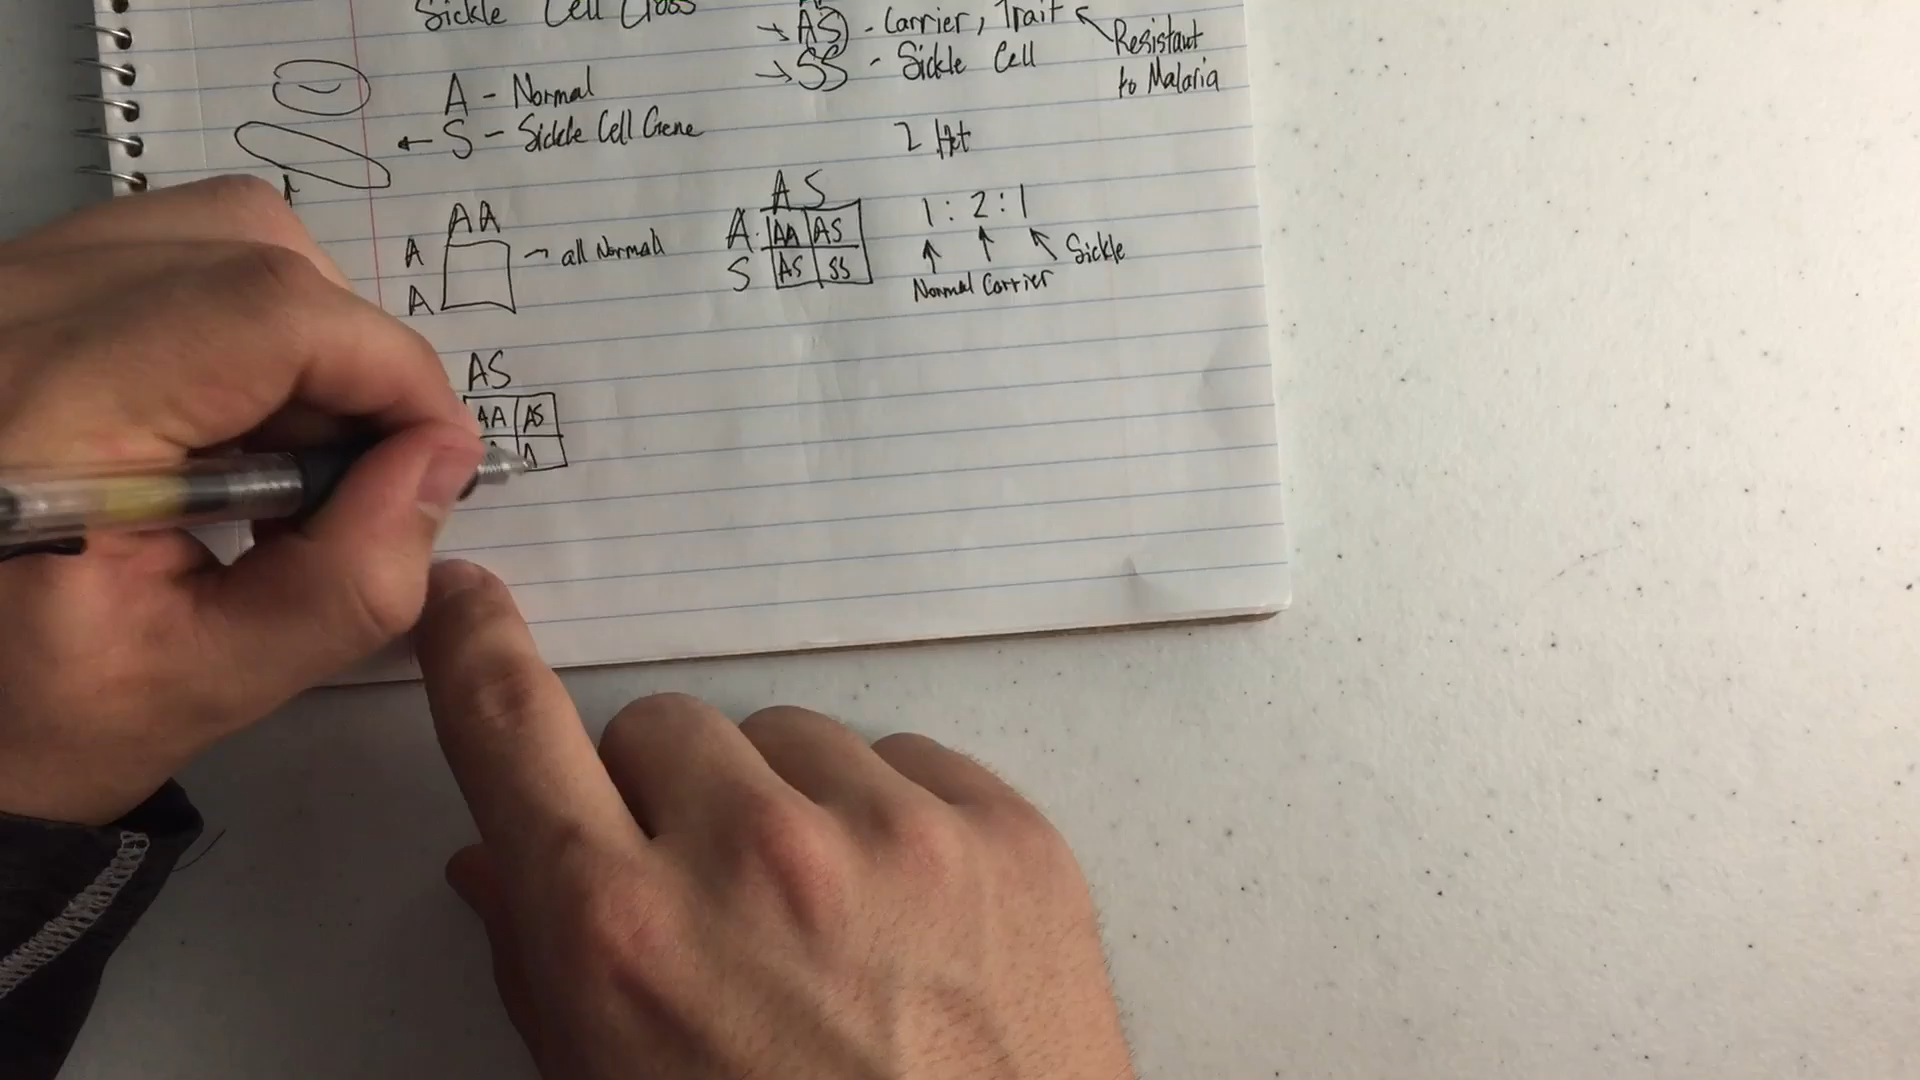 Sickle Cell Cross
AS - Carrier, Trait
SS - Sickle Cell
Resistant
to Malaria
A - Normal
S - Sickle Cell Gene
2 Het
AA
A
A
all Normal
A S
A AA AS
S AS SS
1 : 2 : 1
Normal Carrier Sickle
AS
AA AS
A